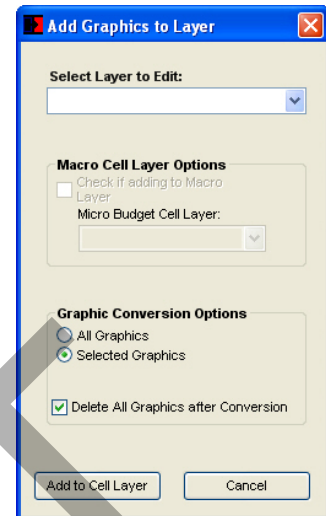 Add Graphics to Layer
Select Layer to Edit:
Macro Cell Layer Options
Check if adding to Macro
Layer
Micro Budget Cell Layer:
Graphic Conversion Options
All Graphics
Selected Graphics
Delete All Graphics after Conversion
Add to Cell Layer
Cancel